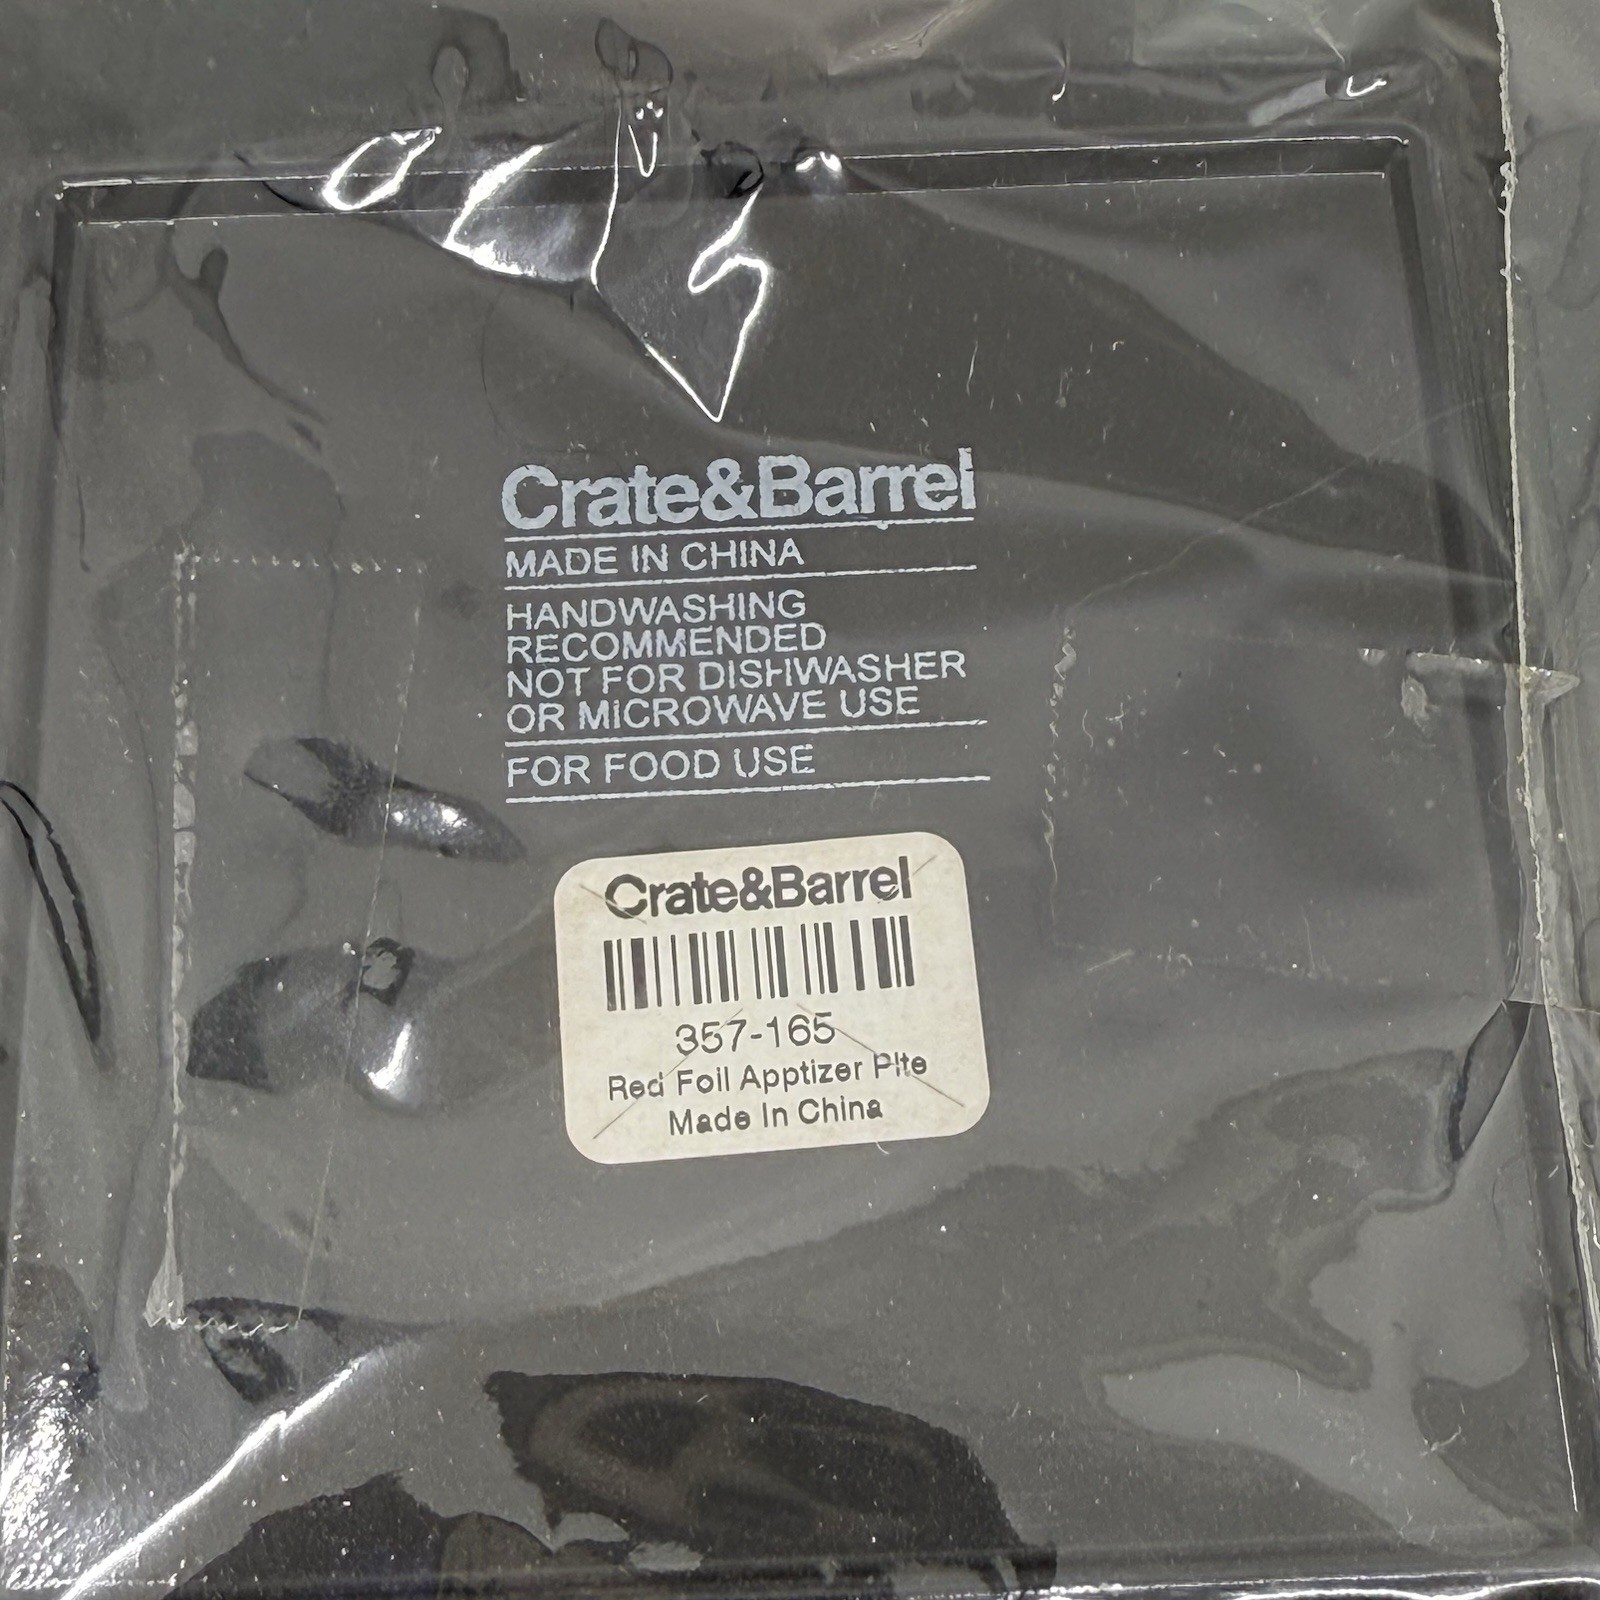 Crate&Barrel
MADE IN CHINA
HANDWASHING
RECOMMENDED
NOT FOR DISHWASHER
OR MICROWAVE USE
FOR FOOD USE
Crate&Barrel
357-165
Red Foil Apptizer Plte
Made In China